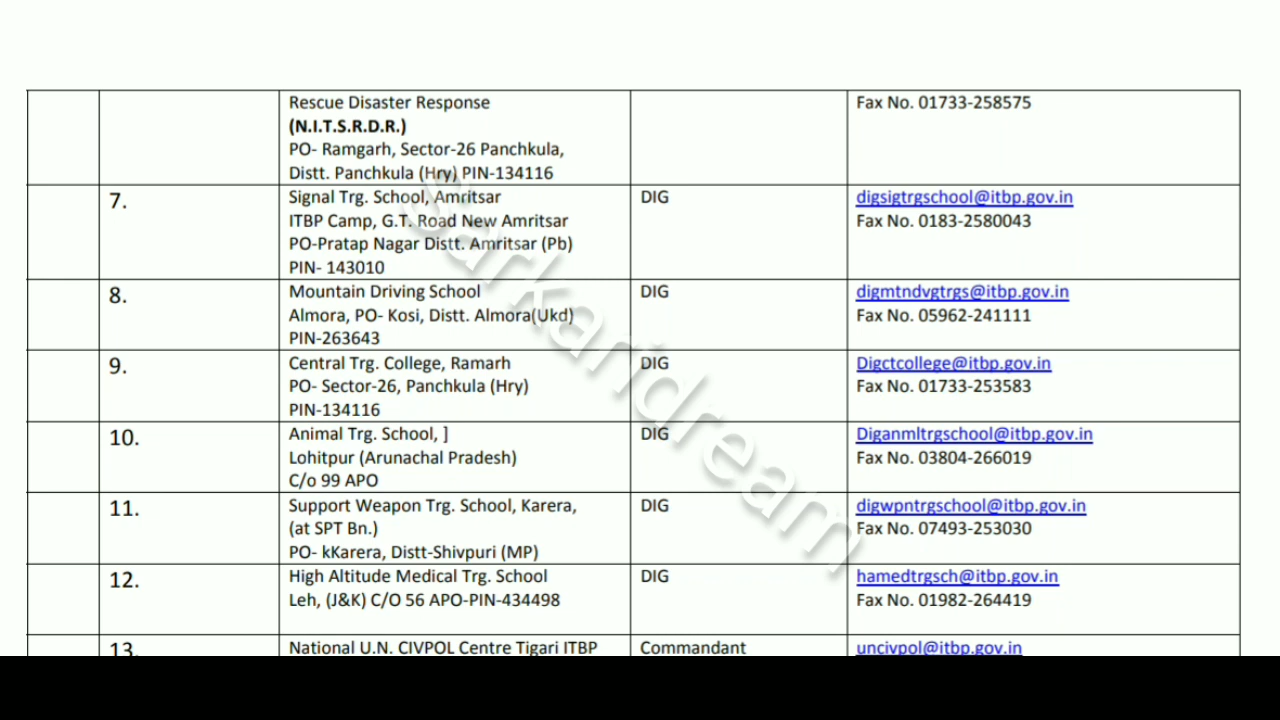 Rescue Disaster Response
Fax No. 01733-258575
(N.I.T.S.R.D.R.)
PO- Ramgarh, Sector-26 Panchkula,
Distt. Panchkula (Hry) PIN-134116
7.
Signal Trg. School, Amritsar
DIG
digsigtrgschool@itbp.gov.in
ITBP Camp, G.T. Road New Amritsar
Fax No. 0183-2580043
PO-Pratap Nagar Distt. Amritsar (Pb)
PIN- 143010
8.
Mountain Driving School
DIG
digmtndvgtrgs@itbp.gov.in
Almora, PO- Kosi, Distt. Almora(Ukd)
Fax No. 05962-241111
PIN-263643
9.
Central Trg. College, Ramarh
DIG
Digctcollege@itbp.gov.in
PO- Sector-26, Panchkula (Hry)
Fax No. 01733-253583
PIN-134116
10.
Animal Trg. School, ]
DIG
Diganmltrgschool@itbp.gov.in
Lohitpur (Arunachal Pradesh)
Fax No. 03804-266019
C/o 99 APO
11.
Support Weapon Trg. School, Karera,
DIG
digwpntrgschool@itbp.gov.in
(at SPT Bn.)
Fax No. 07493-253030
PO- kKarera, Distt-Shivpuri (MP)
12.
High Altitude Medical Trg. School
DIG
hamedtrgsch@itbp.gov.in
Leh, (J&K) C/O 56 APO-PIN-434498
Fax No. 01982-264419
13.
National U.N. CIVPOL Centre Tigari ITBP
Commandant
uncivpol@itbp.gov.in
Sarkaridream